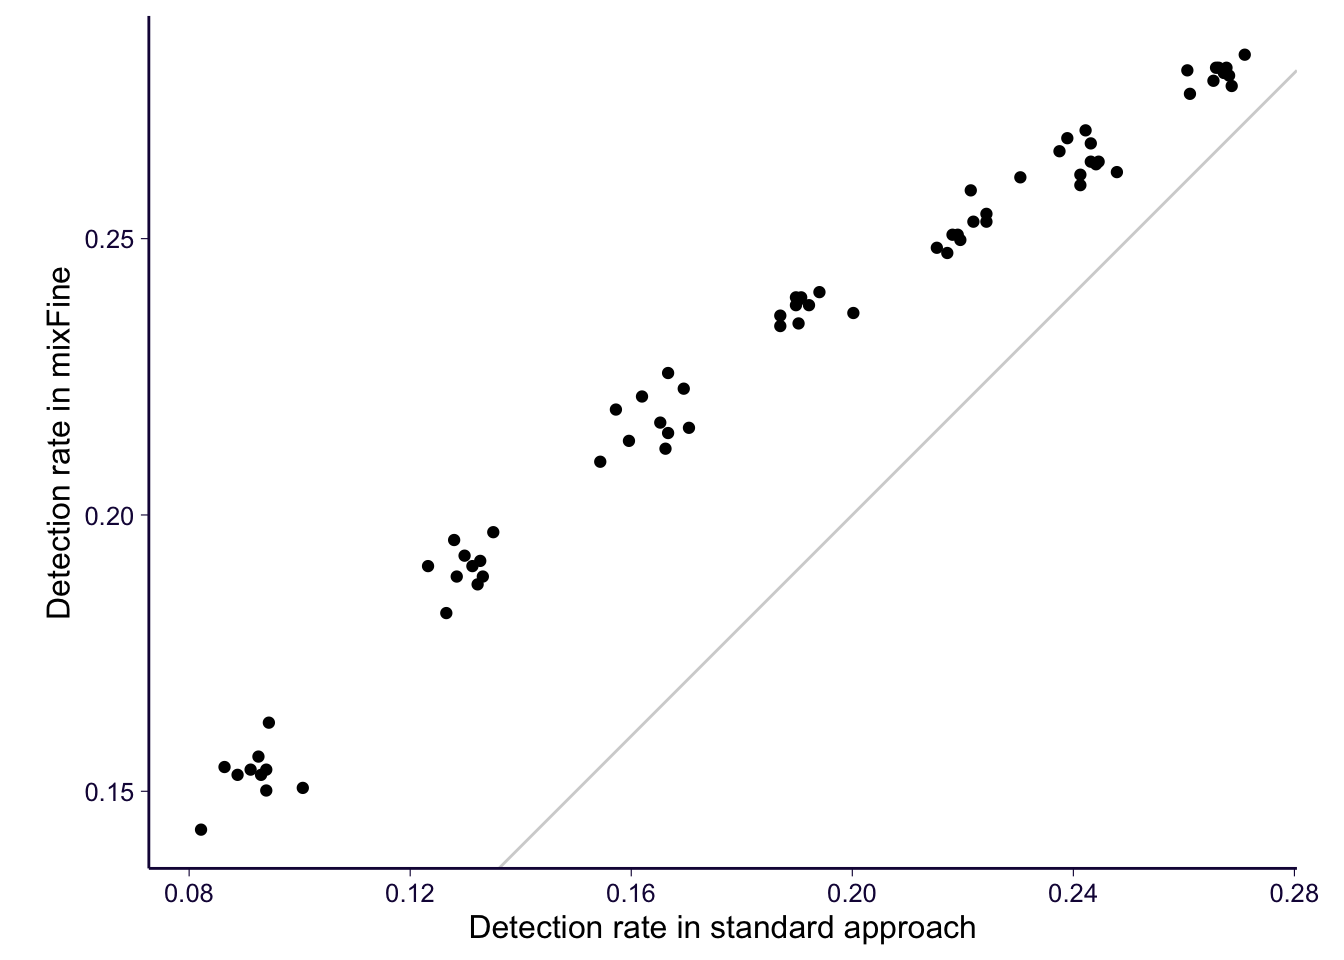 Detection rate in mixFine
0.25
0.20
0.15
0.08 0.12 0.16 0.20 0.24 0.28
Detection rate in standard approach